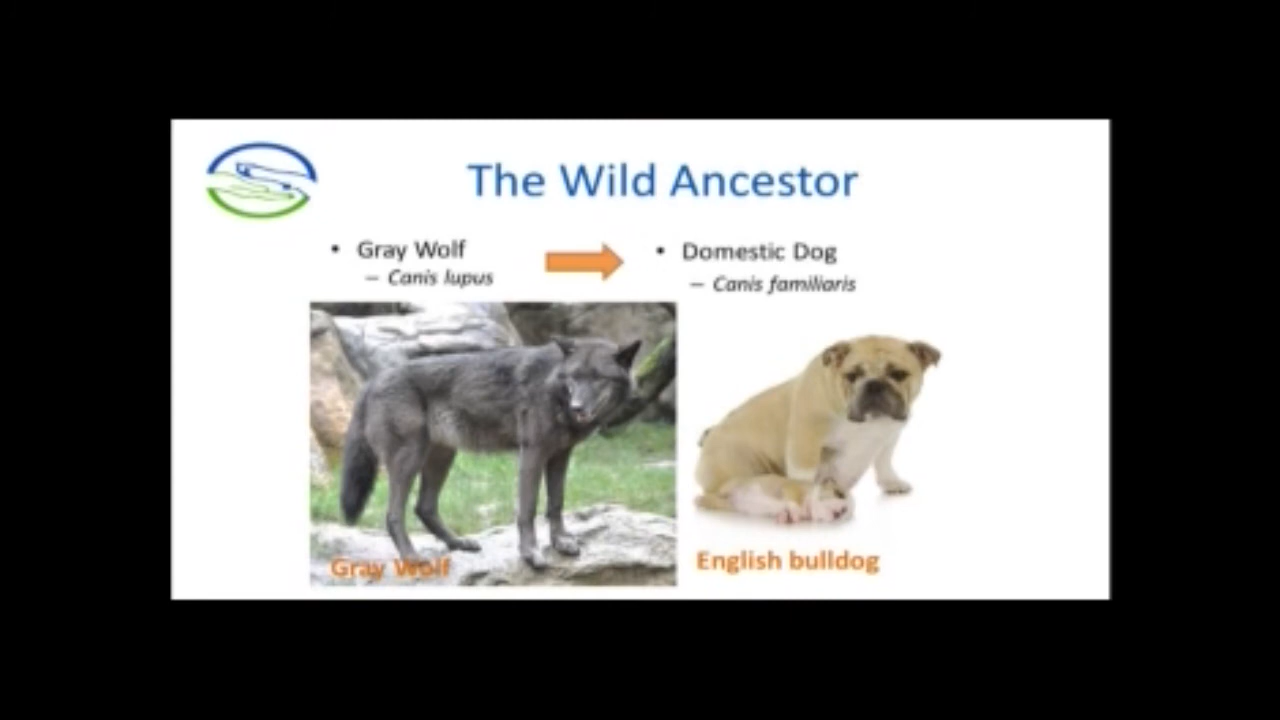 The Wild Ancestor
• Gray Wolf
– Canis lupus
• Domestic Dog
– Canis familiaris
Gray Wolf
English bulldog